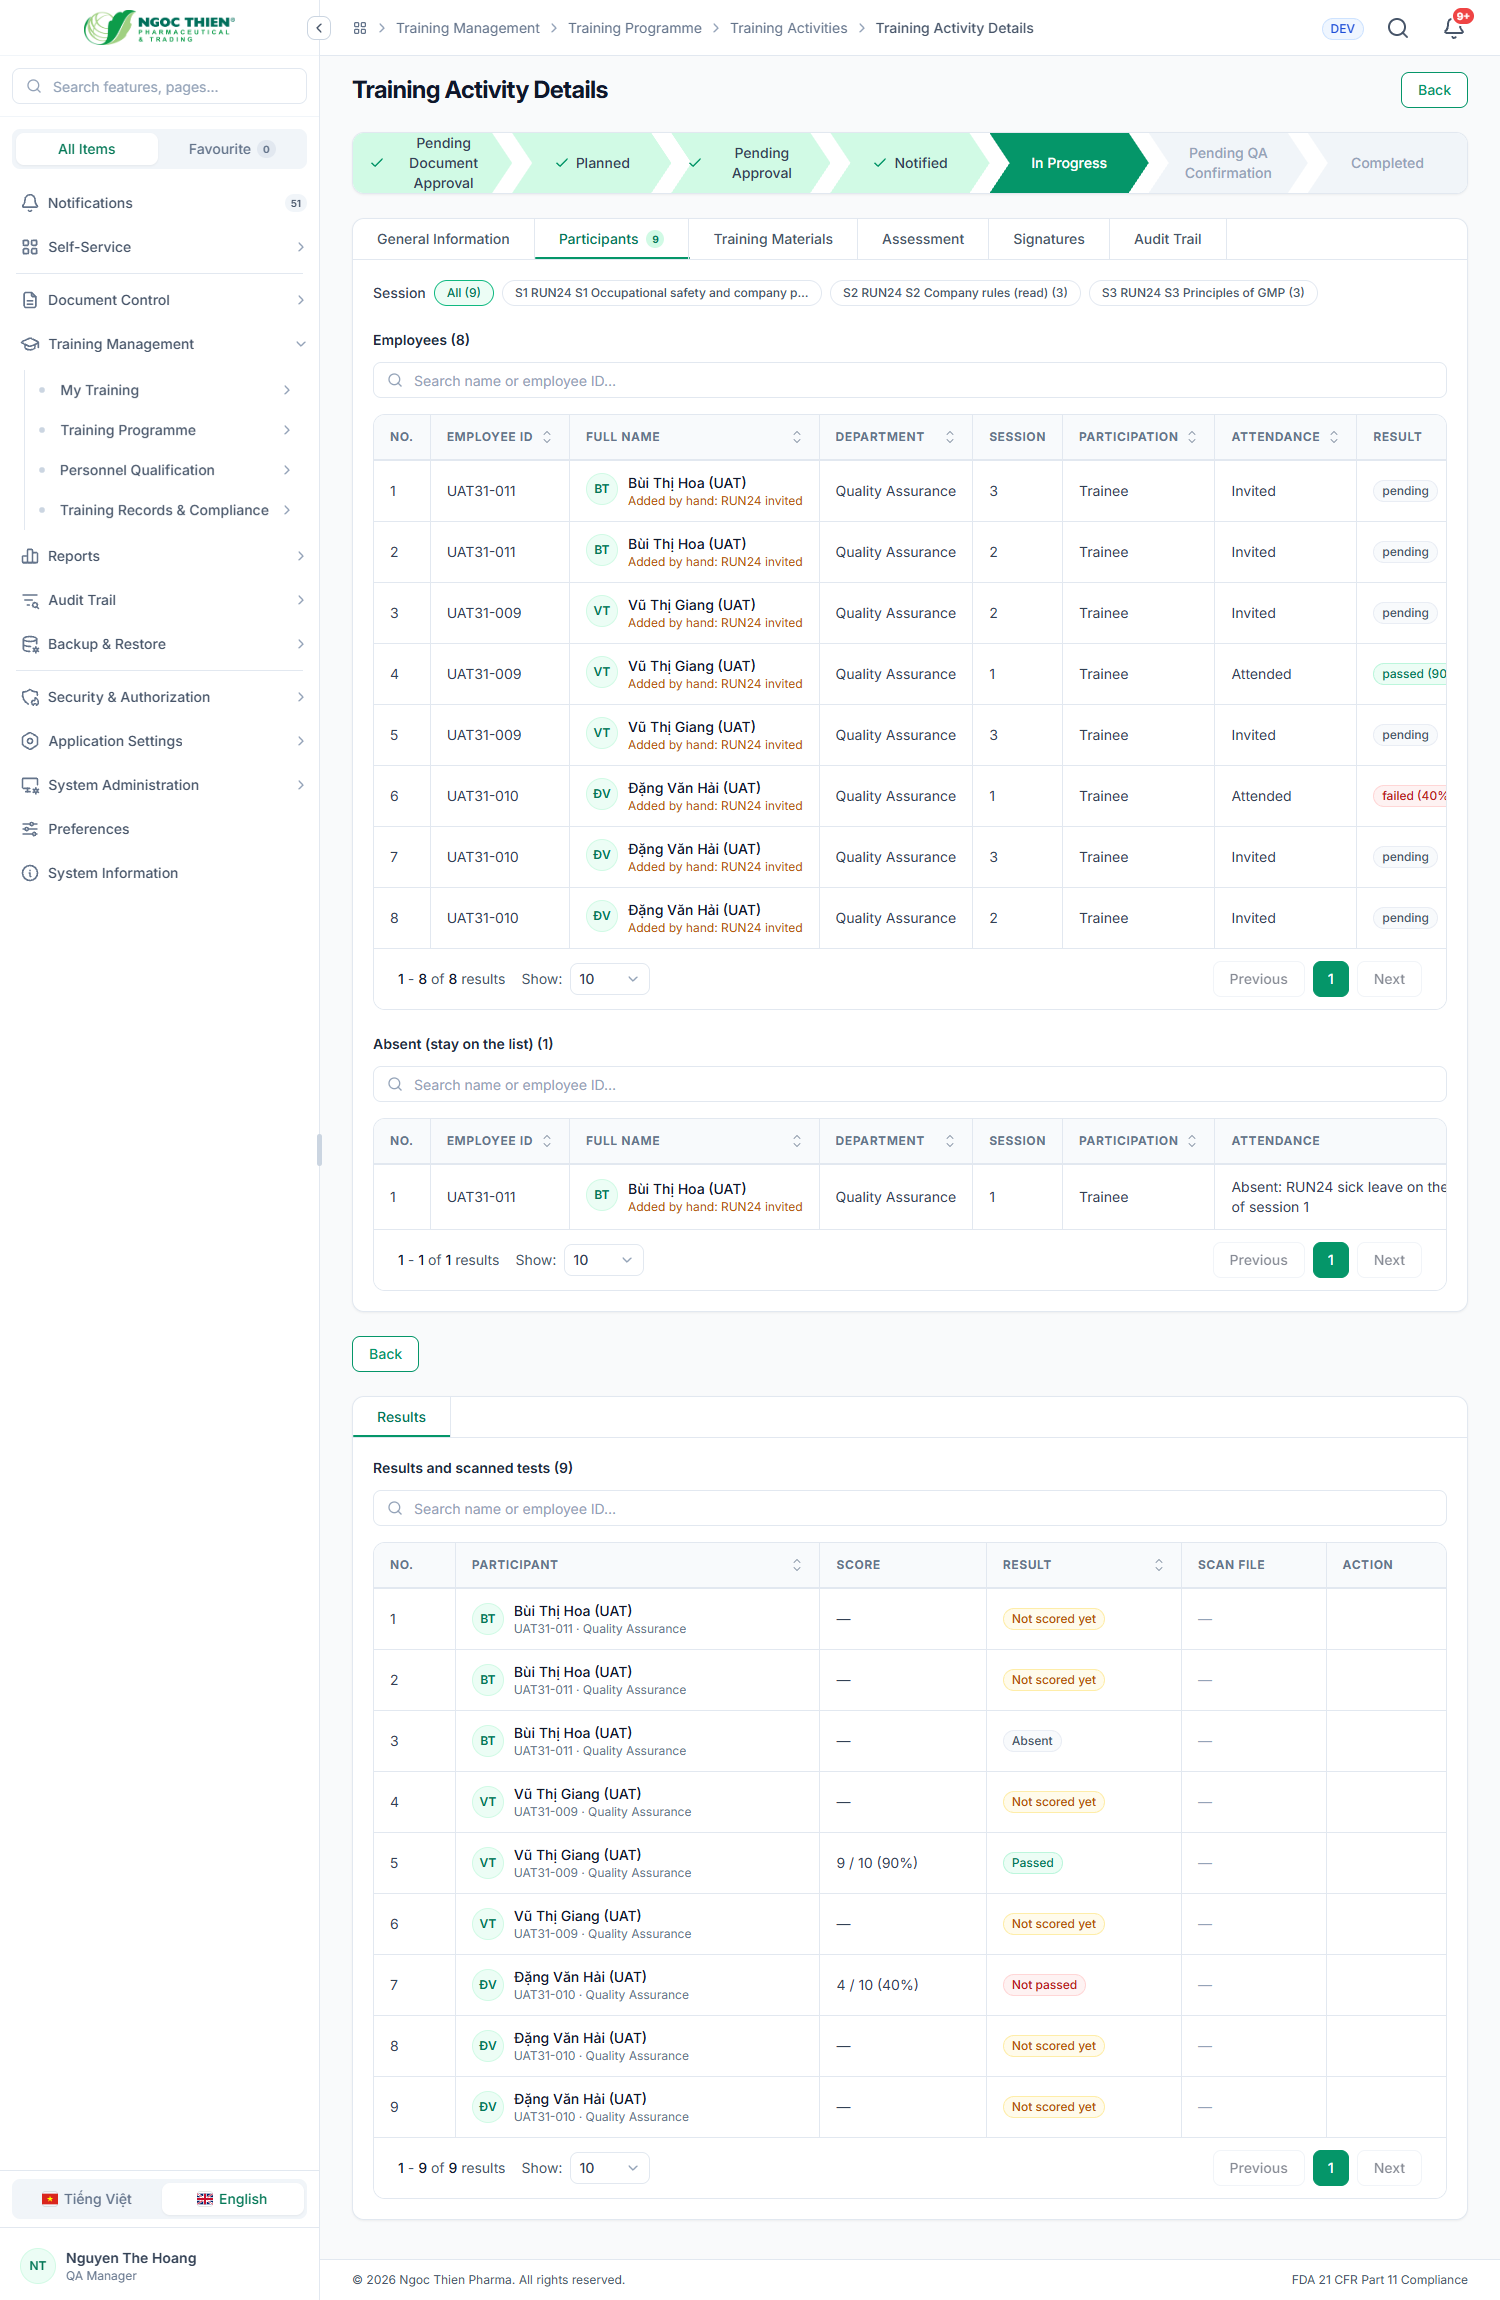 NGOC THIEN®
PHARMACEUTICAL
& TRADING
Search features, pages...
All Items
Favourite 0
Notifications 51
Self-Service
Document Control
Training Management
My Training
Training Programme
Personnel Qualification
Training Records & Compliance
Reports
Audit Trail
Backup & Restore
Security & Authorization
Application Settings
System Administration
Preferences
System Information
Tiếng Việt
English
NT
Nguyen The Hoang
QA Manager
Training Management
Training Programme
Training Activities
Training Activity Details
DEV
9+
Training Activity Details
Back
Pending Document Approval
Planned
Pending Approval
Notified
In Progress
Pending QA Confirmation
Completed
General Information
Participants 9
Training Materials
Assessment
Signatures
Audit Trail
Session
All (9)
S1 RUN24 S1 Occupational safety and company p...
S2 RUN24 S2 Company rules (read) (3)
S3 RUN24 S3 Principles of GMP (3)
Employees (8)
Search name or employee ID...
NO. EMPLOYEE ID FULL NAME DEPARTMENT SESSION PARTICIPATION ATTENDANCE RESULT
1 UAT31-011 BT Bùi Thị Hoa (UAT) Quality Assurance 3 Trainee Invited pending
Added by hand: RUN24 invited
2 UAT31-011 BT Bùi Thị Hoa (UAT) Quality Assurance 2 Trainee Invited pending
Added by hand: RUN24 invited
3 UAT31-009 VT Vũ Thị Giang (UAT) Quality Assurance 2 Trainee Invited pending
Added by hand: RUN24 invited
4 UAT31-009 VT Vũ Thị Giang (UAT) Quality Assurance 1 Trainee Attended passed (90
Added by hand: RUN24 invited
5 UAT31-009 VT Vũ Thị Giang (UAT) Quality Assurance 3 Trainee Invited pending
Added by hand: RUN24 invited
6 UAT31-010 ĐV Đặng Văn Hải (UAT) Quality Assurance 1 Trainee Attended failed (40%
Added by hand: RUN24 invited
7 UAT31-010 ĐV Đặng Văn Hải (UAT) Quality Assurance 3 Trainee Invited pending
Added by hand: RUN24 invited
8 UAT31-010 ĐV Đặng Văn Hải (UAT) Quality Assurance 2 Trainee Invited pending
Added by hand: RUN24 invited
1 - 8 of 8 results Show: 10 Previous 1 Next
Absent (stay on the list) (1)
Search name or employee ID...
NO. EMPLOYEE ID FULL NAME DEPARTMENT SESSION PARTICIPATION ATTENDANCE
1 UAT31-011 BT Bùi Thị Hoa (UAT) Quality Assurance 1 Trainee Absent: RUN24 sick leave on the
Added by hand: RUN24 invited of session 1
1 - 1 of 1 results Show: 10 Previous 1 Next
Back
Results
Results and scanned tests (9)
Search name or employee ID...
NO. PARTICIPANT SCORE RESULT SCAN FILE ACTION
1 BT Bùi Thị Hoa (UAT) — Not scored yet —
UAT31-011 · Quality Assurance
2 BT Bùi Thị Hoa (UAT) — Not scored yet —
UAT31-011 · Quality Assurance
3 BT Bùi Thị Hoa (UAT) — Absent —
UAT31-011 · Quality Assurance
4 VT Vũ Thị Giang (UAT) — Not scored yet —
UAT31-009 · Quality Assurance
5 VT Vũ Thị Giang (UAT) 9 / 10 (90%) Passed —
UAT31-009 · Quality Assurance
6 VT Vũ Thị Giang (UAT) — Not scored yet —
UAT31-009 · Quality Assurance
7 ĐV Đặng Văn Hải (UAT) 4 / 10 (40%) Not passed —
UAT31-010 · Quality Assurance
8 ĐV Đặng Văn Hải (UAT) — Not scored yet —
UAT31-010 · Quality Assurance
9 ĐV Đặng Văn Hải (UAT) — Not scored yet —
UAT31-010 · Quality Assurance
1 - 9 of 9 results Show: 10 Previous 1 Next
© 2026 Ngoc Thien Pharma. All rights reserved.
FDA 21 CFR Part 11 Compliance